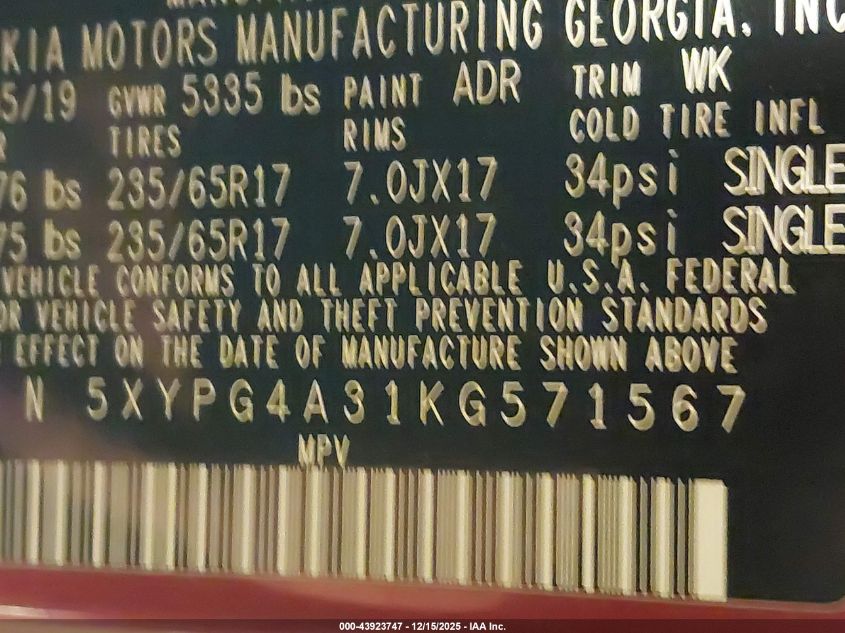 KIA MOTORS MANUFACTURING GEORGIA, INC
5/19 GVWR 5335 lbs PAINT ADR TRIM WK
R TIRES RIMS COLD TIRE INFL
76 lbs 235/65R17 7.0JX17 34psi SINGLE
75 lbs 235/65R17 7.0JX17 34psi SINGLE
VEHICLE CONFORMS TO ALL APPLICABLE U.S.A. FEDERAL
OR VEHICLE SAFETY AND THEFT PREVENTION STANDARDS
EFFECT ON THE DATE OF MANUFACTURE SHOWN ABOVE
N 5XYPG4A31KG571567
MPV
000-43923747 - 12/15/2025 - IAA Inc.